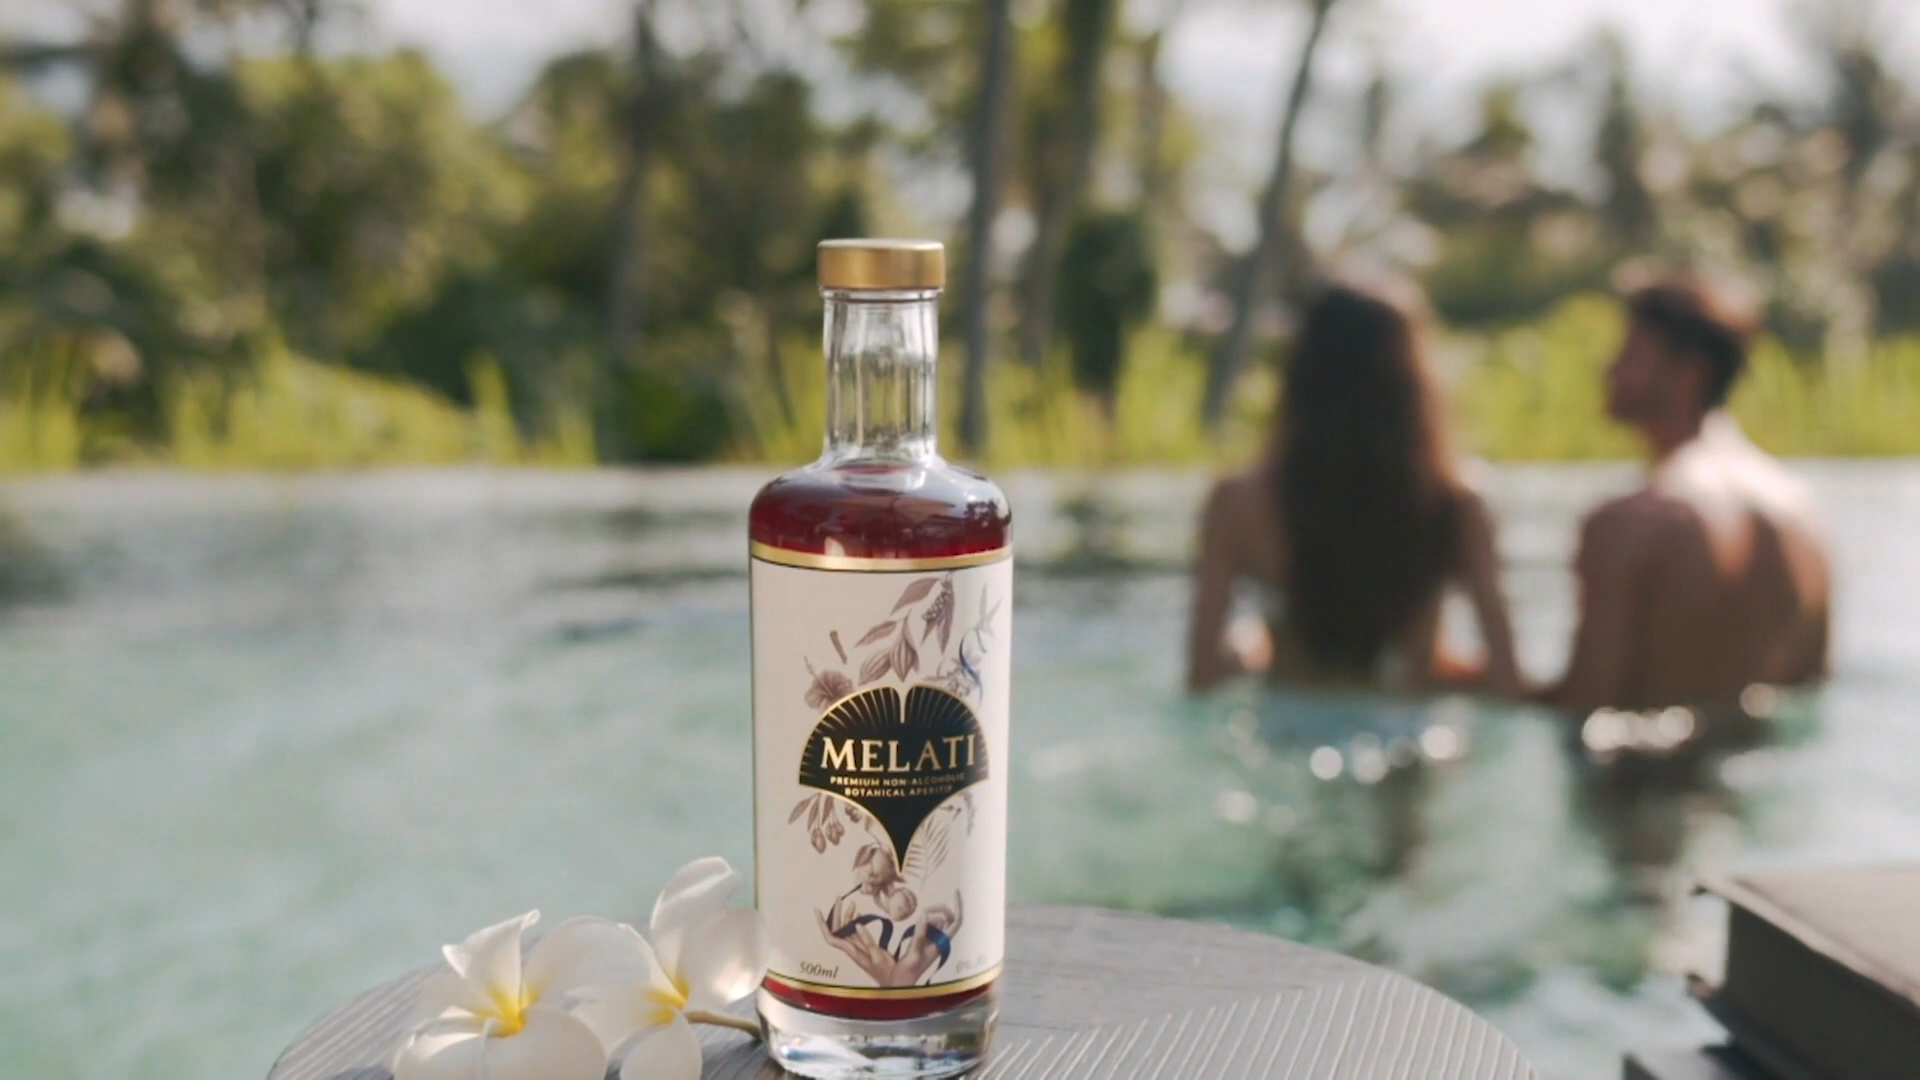 MELATI
PREMIUM NON-ALCOHOLIC
BOTANICAL APERITIF
500ml